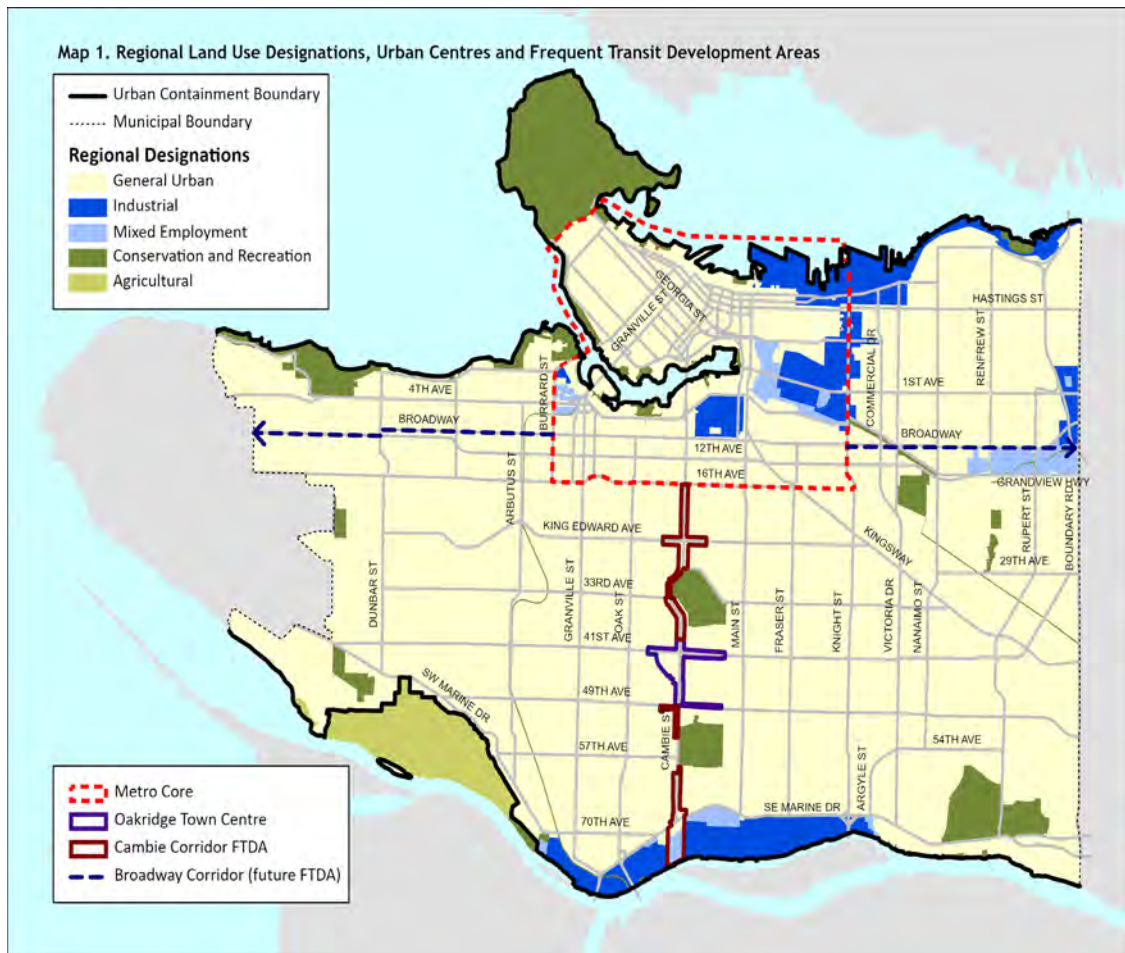 Map 1. Regional Land Use Designations, Urban Centres and Frequent Transit Development Areas
Urban Containment Boundary
Municipal Boundary
Regional Designations
General Urban
Industrial
Mixed Employment
Conservation and Recreation
Agricultural
GEORGIA ST
GRANVILLE ST
HASTINGS ST
RENFREW ST
COMMERCIAL DR
1ST AVE
BURRARD ST
4TH AVE
BROADWAY
BROADWAY
12TH AVE
16TH AVE
GRANDVIEW HWY
ARBUTUS ST
KING EDWARD AVE
KINGSWAY
RUPERT ST
BOUNDARY RD
29TH AVE
DUNBAR ST
GRANVILLE ST
33RD AVE
OAK ST
MAIN ST
FRASER ST
KNIGHT ST
VICTORIA DR
NANAIMO ST
41ST AVE
SW MARINE DR
49TH AVE
CAMBIE ST
57TH AVE
54TH AVE
ARGYLE ST
SE MARINE DR
70TH AVE
Metro Core
Oakridge Town Centre
Cambie Corridor FTDA
Broadway Corridor (future FTDA)